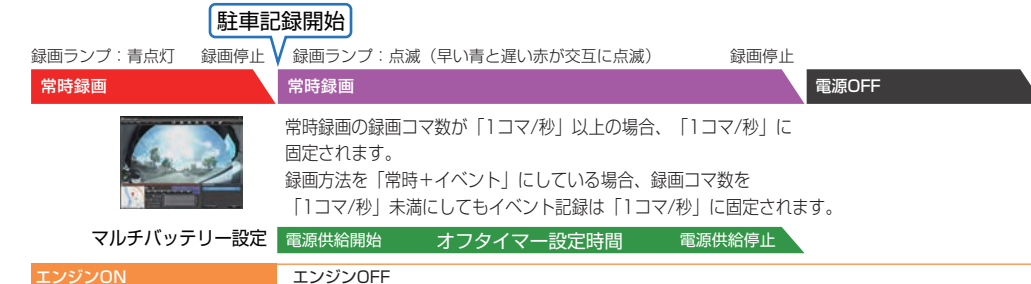 駐車記録開始
録画ランプ：青点灯 録画停止 録画ランプ：点滅（早い青と遅い赤が交互に点滅） 録画停止
常時録画 常時録画 電源OFF
常時録画の録画コマ数が「1コマ/秒」以上の場合、「1コマ/秒」に
固定されます。
録画方法を「常時＋イベント」にしている場合、録画コマ数を
「1コマ/秒」未満にしてもイベント記録は「1コマ/秒」に固定されます。
マルチバッテリー設定 電源供給開始 オフタイマー設定時間 電源供給停止
エンジンON エンジンOFF